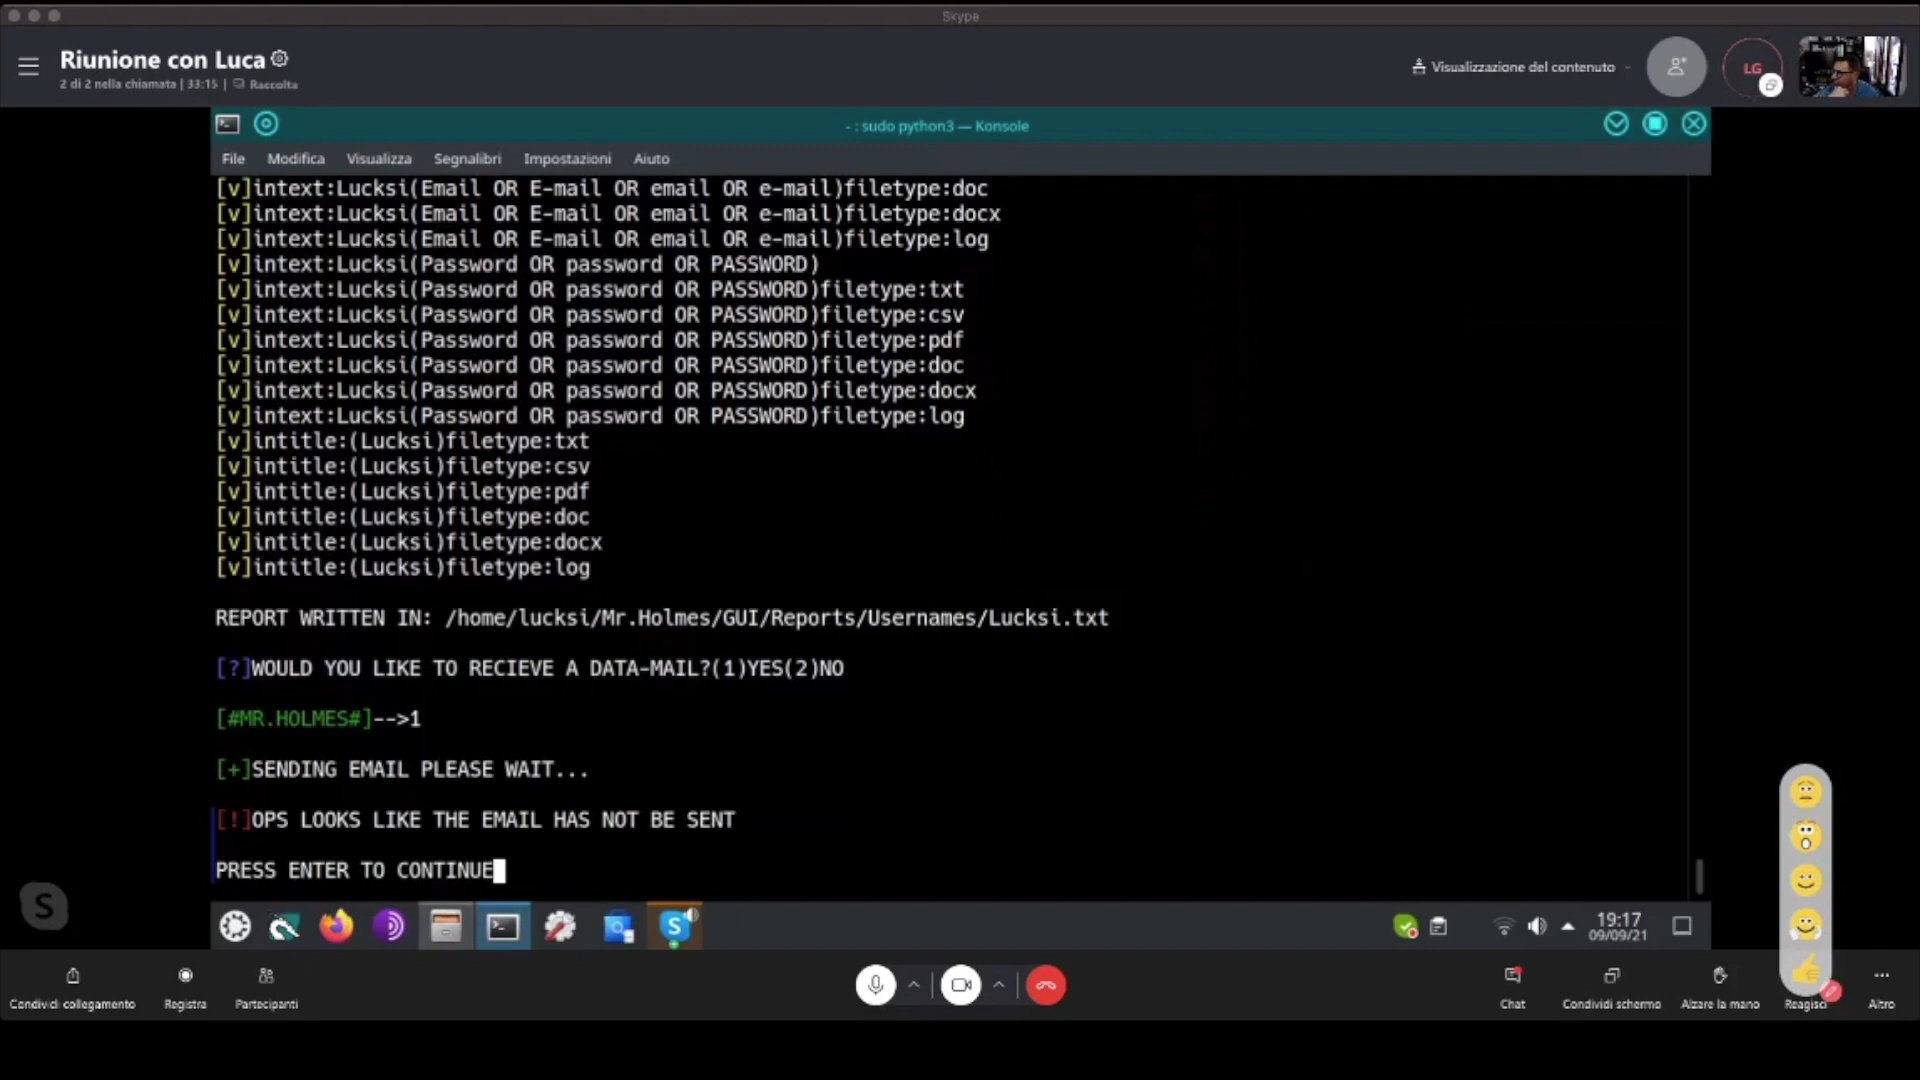 Skype
Riunione con Luca
2 di 2 nella chiamata | 33:15 | Raccolta
Visualizzazione del contenuto
LG
- : sudo python3 — Konsole
File Modifica Visualizza Segnalibri Impostazioni Aiuto
[v]intext:Lucksi(Email OR E-mail OR email OR e-mail)filetype:doc
[v]intext:Lucksi(Email OR E-mail OR email OR e-mail)filetype:docx
[v]intext:Lucksi(Email OR E-mail OR email OR e-mail)filetype:log
[v]intext:Lucksi(Password OR password OR PASSWORD)
[v]intext:Lucksi(Password OR password OR PASSWORD)filetype:txt
[v]intext:Lucksi(Password OR password OR PASSWORD)filetype:csv
[v]intext:Lucksi(Password OR password OR PASSWORD)filetype:pdf
[v]intext:Lucksi(Password OR password OR PASSWORD)filetype:doc
[v]intext:Lucksi(Password OR password OR PASSWORD)filetype:docx
[v]intext:Lucksi(Password OR password OR PASSWORD)filetype:log
[v]intitle:(Lucksi)filetype:txt
[v]intitle:(Lucksi)filetype:csv
[v]intitle:(Lucksi)filetype:pdf
[v]intitle:(Lucksi)filetype:doc
[v]intitle:(Lucksi)filetype:docx
[v]intitle:(Lucksi)filetype:log
REPORT WRITTEN IN: /home/lucksi/Mr.Holmes/GUI/Reports/Usernames/Lucksi.txt
[?]WOULD YOU LIKE TO RECIEVE A DATA-MAIL?(1)YES(2)NO
[#MR.HOLMES#]-->1
[+]SENDING EMAIL PLEASE WAIT...
[!]OPS LOOKS LIKE THE EMAIL HAS NOT BE SENT
PRESS ENTER TO CONTINUE
S
19:17
09/09/21
Condividi collegamento Registra Partecipanti Chat Condividi schermo Alzare la mano Reagisci Altro